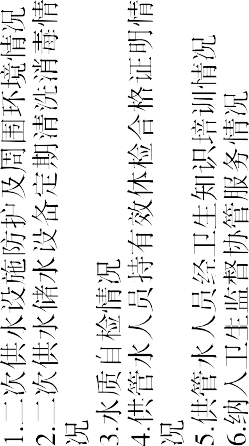 1.二次供水设施防护及周围环境情况
2.二次供水储水设备定期清洗消毒情
况
3.水质自检情况
4.供管水人员持有效体检合格证明情
况
5.供管水人员经卫生知识培训情况
6.纳入卫生监督协管服务情况